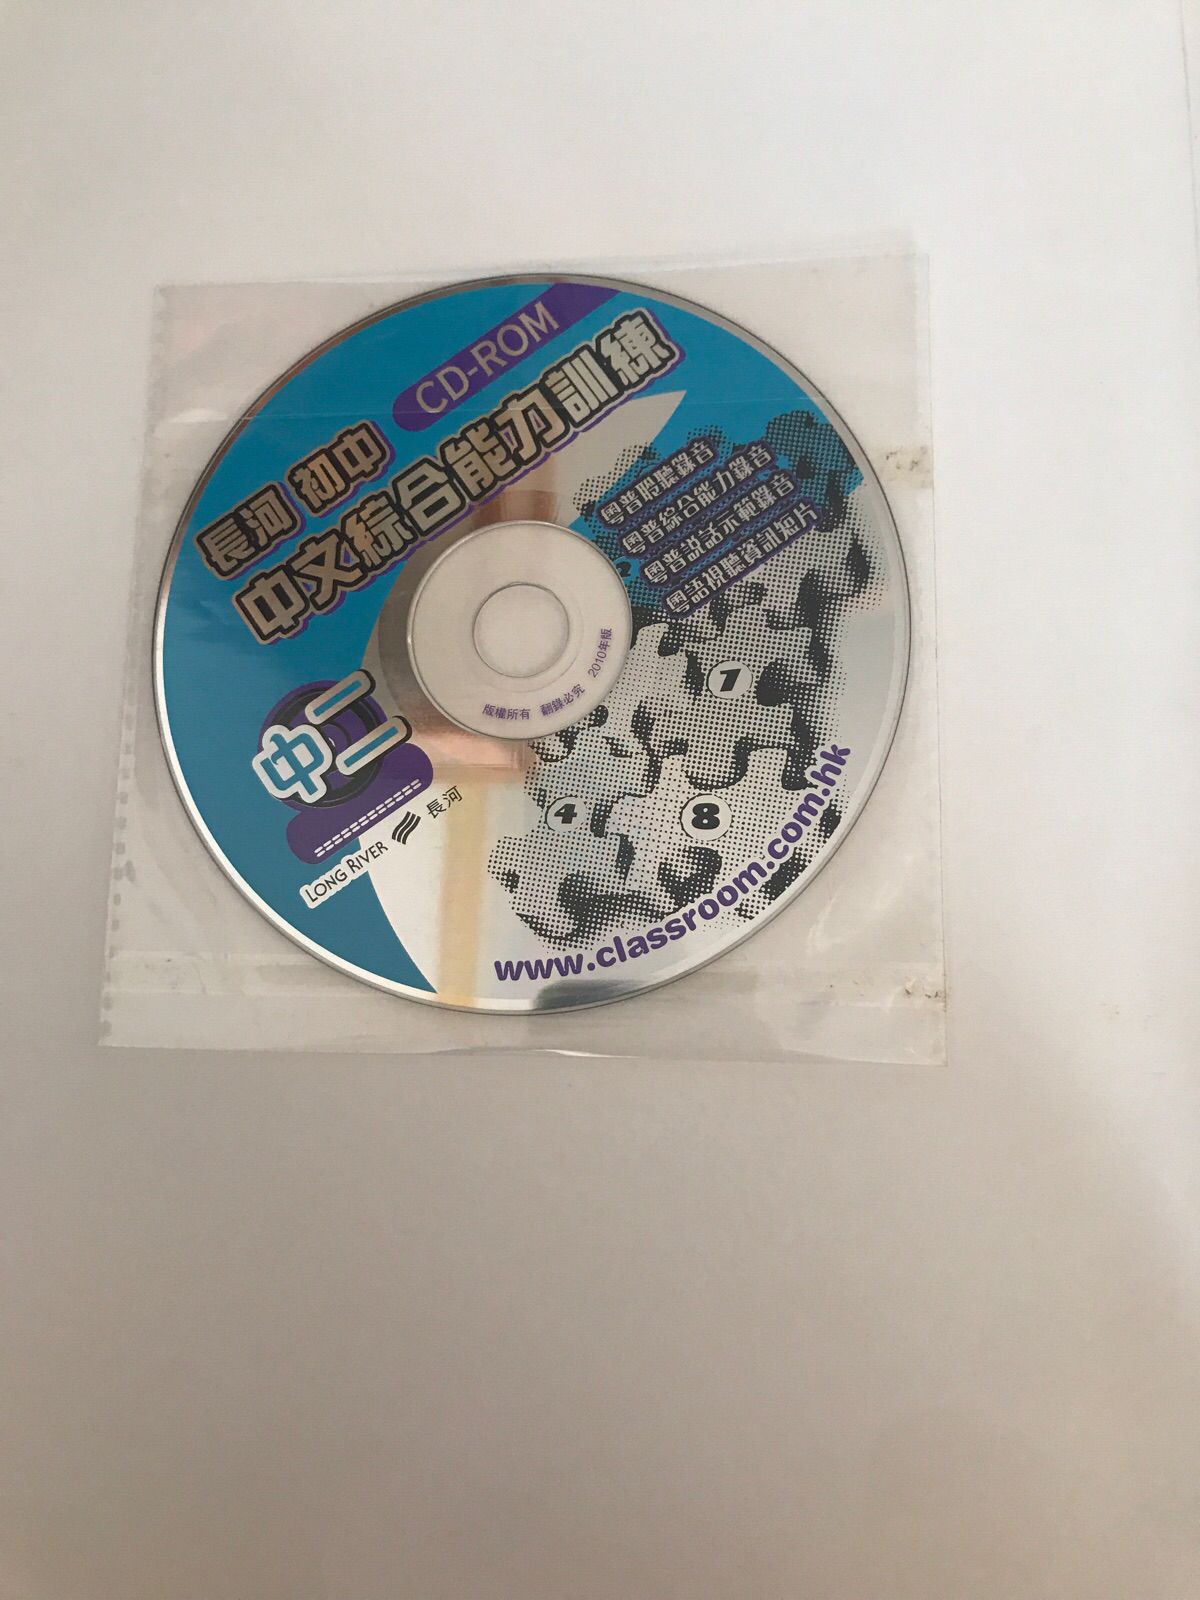 CD-ROM
長河 初中
中文綜合能力訓練
粵普聆聽錄音
粵普綜合能力錄音
粵普說話示範錄音
粵語視聽資訊短片
中二
版權所有 翻錄必究 2010年版
LONG RIVER 長河
1
4
8
www.classroom.com.hk